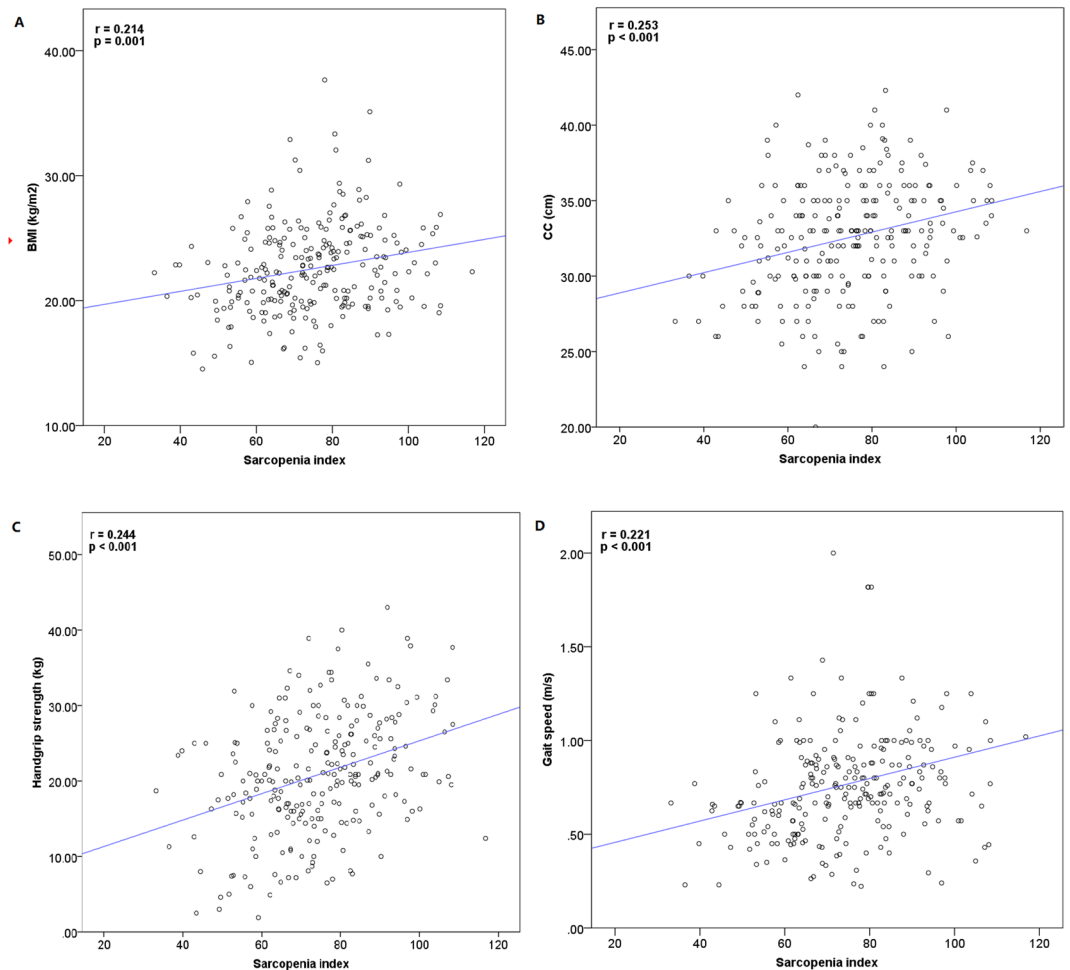 A
r = 0.214
p = 0.001
BMI (kg/m2)
40.00
30.00
20.00
10.00
20 40 60 80 100 120
Sarcopenia index
B
r = 0.253
p < 0.001
CC (cm)
45.00
40.00
35.00
30.00
25.00
20.00
20 40 60 80 100 120
Sarcopenia index
C
r = 0.244
p < 0.001
Handgrip strength (kg)
50.00
40.00
30.00
20.00
10.00
.00
20 40 60 80 100 120
Sarcopenia index
D
r = 0.221
p < 0.001
Gait speed (m/s)
2.00
1.50
1.00
.50
.00
20 40 60 80 100 120
Sarcopenia index